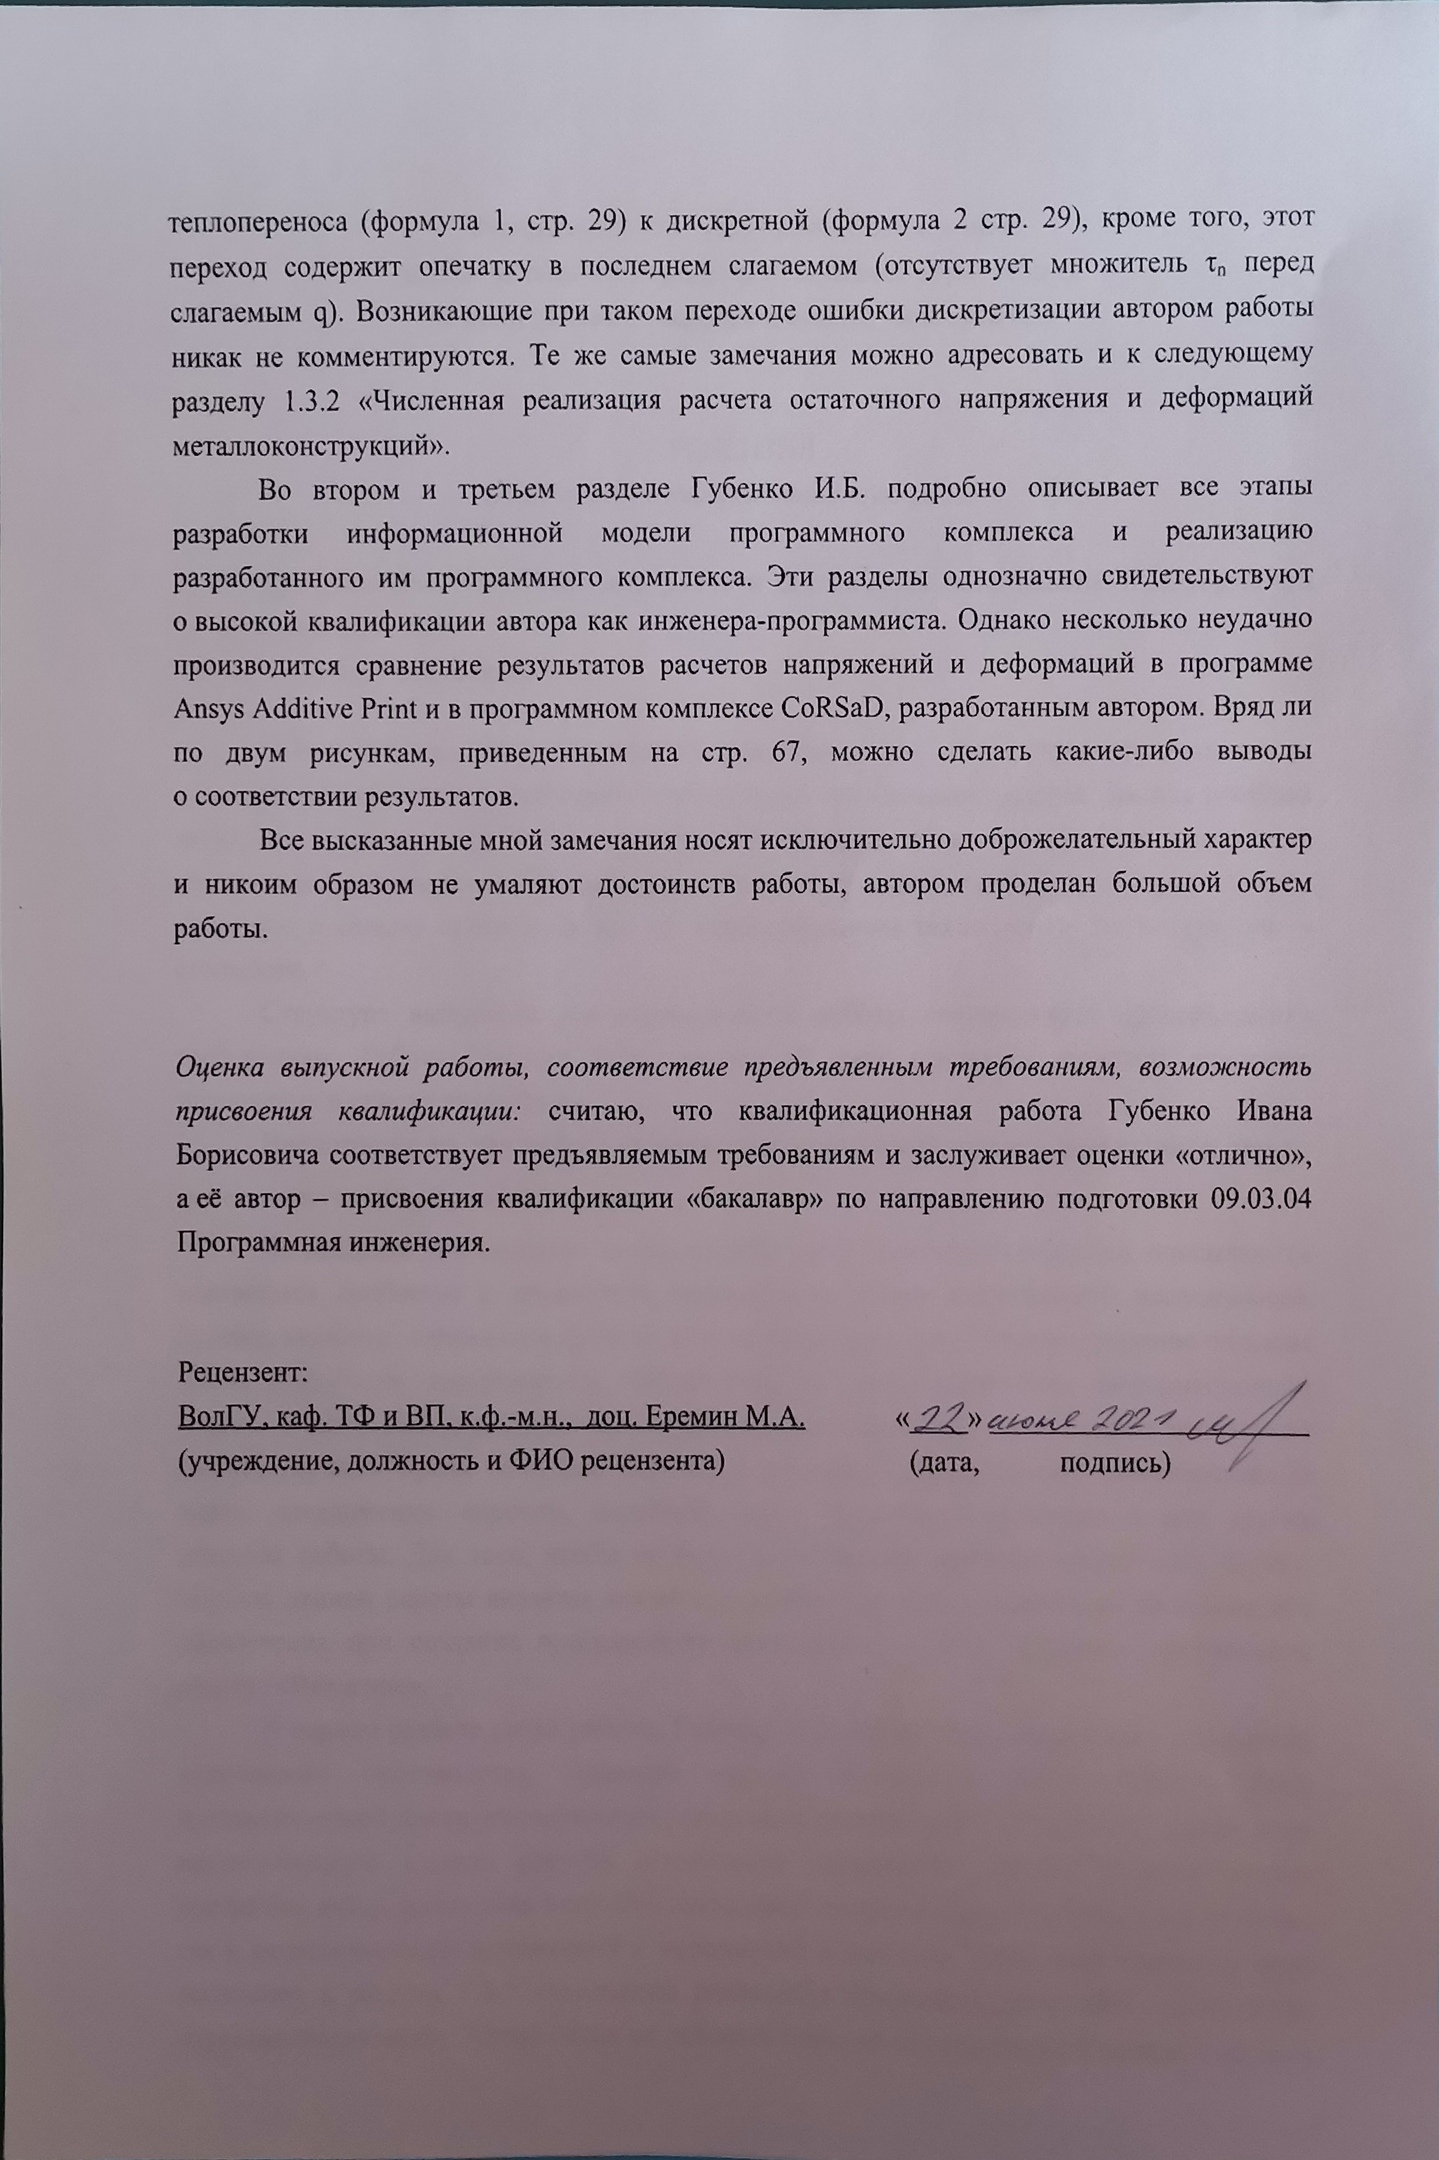 теплопереноса (формула 1, стр. 29) к дискретной (формула 2 стр. 29), кроме того, этот
переход содержит опечатку в последнем слагаемом (отсутствует множитель τₙ перед
слагаемым q). Возникающие при таком переходе ошибки дискретизации автором работы
никак не комментируются. Те же самые замечания можно адресовать и к следующему
разделу 1.3.2 «Численная реализация расчета остаточного напряжения и деформаций
металлоконструкций».
Во втором и третьем разделе Губенко И.Б. подробно описывает все этапы
разработки информационной модели программного комплекса и реализацию
разработанного им программного комплекса. Эти разделы однозначно свидетельствуют
о высокой квалификации автора как инженера-программиста. Однако несколько неудачно
производится сравнение результатов расчетов напряжений и деформаций в программе
Ansys Additive Print и в программном комплексе CoRSaD, разработанным автором. Вряд ли
по двум рисункам, приведенным на стр. 67, можно сделать какие-либо выводы
о соответствии результатов.
Все высказанные мной замечания носят исключительно доброжелательный характер
и никоим образом не умаляют достоинств работы, автором проделан большой объем
работы.
Оценка выпускной работы, соответствие предъявленным требованиям, возможность
присвоения квалификации: считаю, что квалификационная работа Губенко Ивана
Борисовича соответствует предъявляемым требованиям и заслуживает оценки «отлично»,
а её автор – присвоения квалификации «бакалавр» по направлению подготовки 09.03.04
Программная инженерия.
Рецензент:
ВолГУ, каф. ТФ и ВП, к.ф.-м.н., доц. Еремин М.А. «22» июня 2021
(учреждение, должность и ФИО рецензента) (дата, подпись)